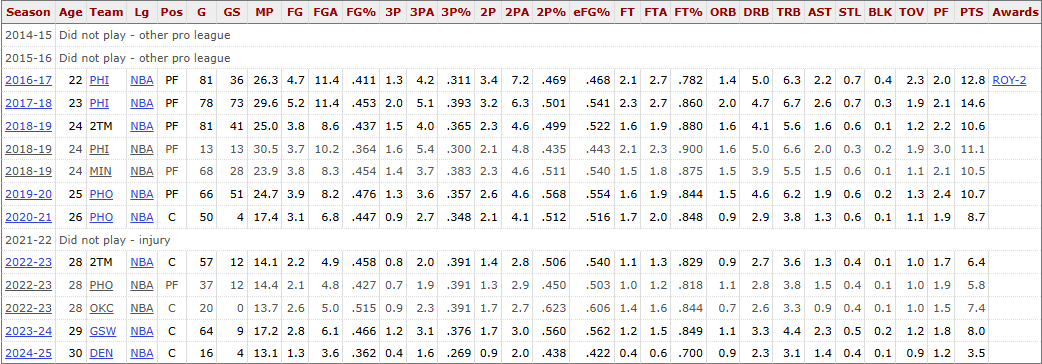 Season Age Team Lg Pos G GS MP FG FGA FG% 3P 3PA 3P% 2P 2PA 2P% eFG% FT FTA FT% ORB DRB TRB AST STL BLK TOV PF PTS Awards
2014-15 Did not play - other pro league
2015-16 Did not play - other pro league
2016-17 22 PHI NBA PF 81 36 26.3 4.7 11.4 .411 1.3 4.2 .311 3.4 7.2 .469 .468 2.1 2.7 .782 1.4 5.0 6.3 2.2 0.7 0.4 2.3 2.0 12.8 ROY-2
2017-18 23 PHI NBA PF 78 73 29.6 5.2 11.4 .453 2.0 5.1 .393 3.2 6.3 .501 .541 2.3 2.7 .860 2.0 4.7 6.7 2.6 0.7 0.3 1.9 2.1 14.6
2018-19 24 2TM NBA PF 81 41 25.0 3.8 8.6 .437 1.5 4.0 .365 2.3 4.6 .499 .522 1.6 1.9 .880 1.6 4.1 5.6 1.6 0.6 0.1 1.2 2.2 10.6
2018-19 24 PHI NBA PF 13 13 30.5 3.7 10.2 .364 1.6 5.4 .300 2.1 4.8 .435 .443 2.1 2.3 .900 1.6 5.0 6.6 2.0 0.3 0.2 1.9 3.0 11.1
2018-19 24 MIN NBA PF 68 28 23.9 3.8 8.3 .454 1.4 3.7 .383 2.3 4.6 .511 .540 1.5 1.8 .875 1.5 3.9 5.5 1.5 0.6 0.1 1.1 2.1 10.5
2019-20 25 PHO NBA PF 66 51 24.7 3.9 8.2 .476 1.3 3.6 .357 2.6 4.6 .568 .554 1.6 1.9 .844 1.5 4.6 6.2 1.9 0.6 0.2 1.3 2.4 10.7
2020-21 26 PHO NBA C 50 4 17.4 3.1 6.8 .447 0.9 2.7 .348 2.1 4.1 .512 .516 1.7 2.0 .848 0.9 2.9 3.8 1.3 0.6 0.1 1.1 1.9 8.7
2021-22 Did not play - injury
2022-23 28 2TM NBA C 57 12 14.1 2.2 4.9 .458 0.8 2.0 .391 1.4 2.8 .506 .540 1.1 1.3 .829 0.9 2.7 3.6 1.3 0.4 0.1 1.0 1.7 6.4
2022-23 28 PHO NBA PF 37 12 14.4 2.1 4.8 .427 0.7 1.9 .391 1.3 2.9 .450 .503 1.0 1.2 .818 1.1 2.8 3.8 1.5 0.4 0.1 1.0 1.9 5.8
2022-23 28 OKC NBA C 20 0 13.7 2.6 5.0 .515 0.9 2.3 .391 1.7 2.7 .623 .606 1.4 1.6 .844 0.7 2.6 3.3 0.9 0.4 0.1 1.0 1.5 7.4
2023-24 29 GSW NBA C 64 9 17.2 2.8 6.1 .466 1.2 3.1 .376 1.7 3.0 .560 .562 1.2 1.5 .849 1.1 3.3 4.4 2.3 0.5 0.2 1.2 1.8 8.0
2024-25 30 DEN NBA C 16 4 13.1 1.3 3.6 .362 0.4 1.6 .269 0.9 2.0 .438 .422 0.4 0.6 .700 0.9 2.3 3.1 1.4 0.4 0.1 0.9 1.2 3.5